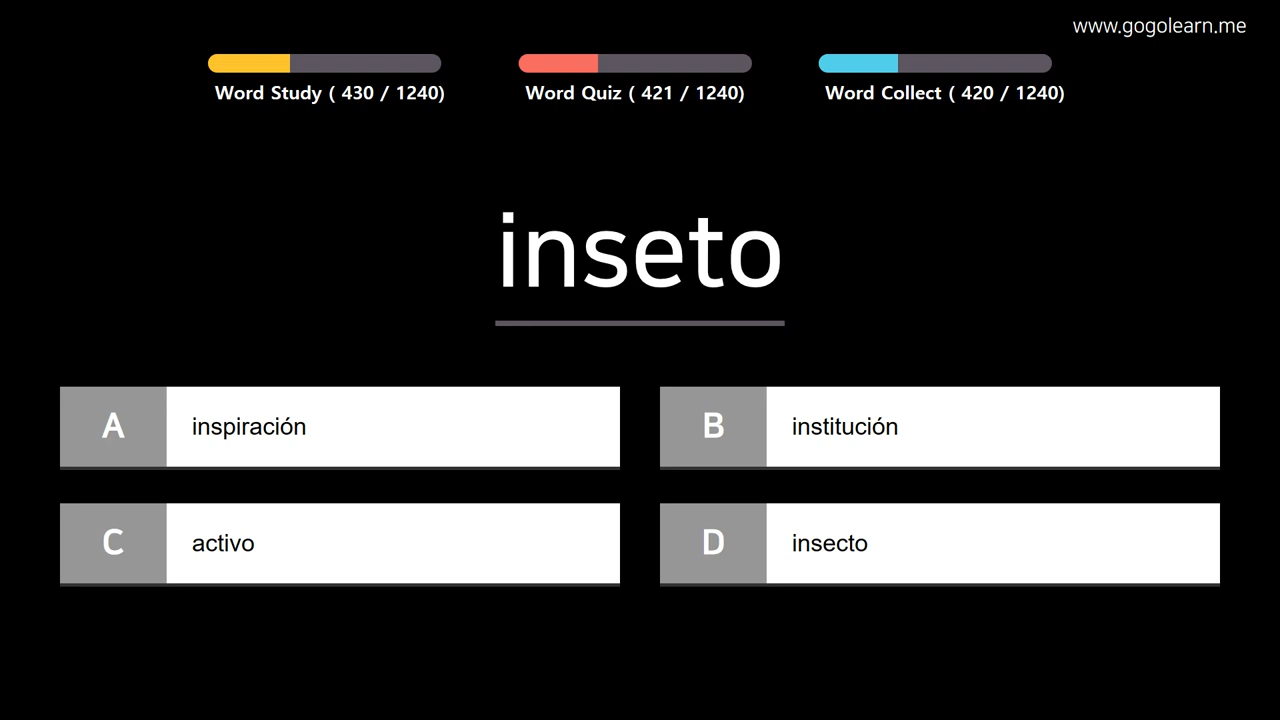 www.gogolearn.me
Word Study ( 430 / 1240)
Word Quiz ( 421 / 1240)
Word Collect ( 420 / 1240)
inseto
A inspiración
B institución
C activo
D insecto